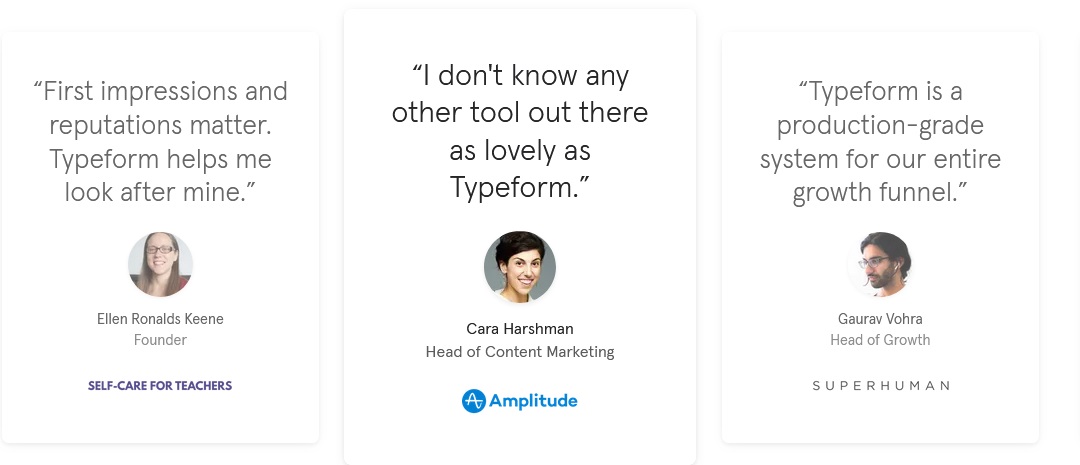 “First impressions and
reputations matter.
Typeform helps me
look after mine.”
Ellen Ronalds Keene
Founder
SELF-CARE FOR TEACHERS
“I don't know any
other tool out there
as lovely as
Typeform.”
Cara Harshman
Head of Content Marketing
Amplitude
“Typeform is a
production-grade
system for our entire
growth funnel.”
Gaurav Vohra
Head of Growth
SUPERHUMAN